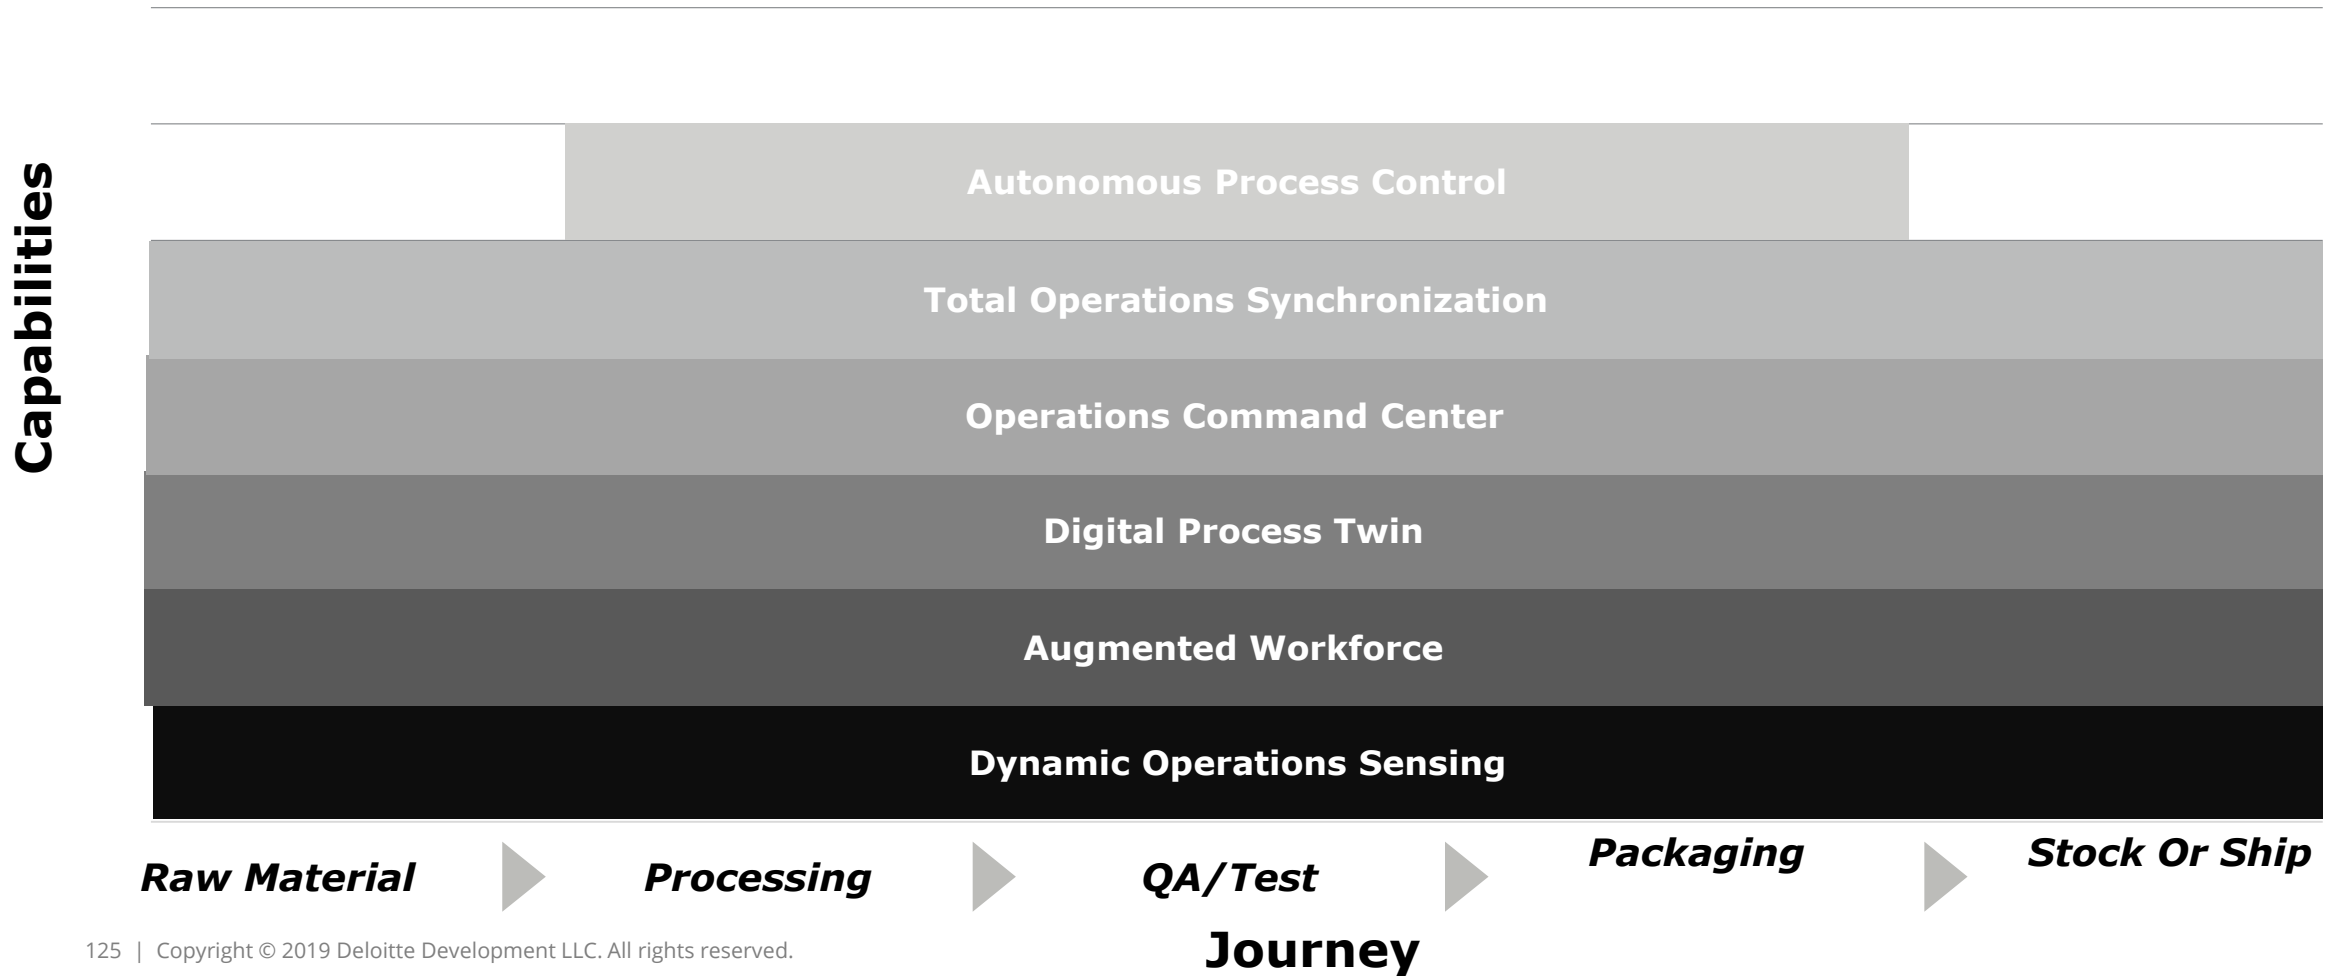 Capabilities
Autonomous Process Control
Total Operations Synchronization
Operations Command Center
Digital Process Twin
Augmented Workforce
Dynamic Operations Sensing
Raw Material
Processing
QA/Test
Packaging
Stock Or Ship
Journey
125 | Copyright © 2019 Deloitte Development LLC. All rights reserved.